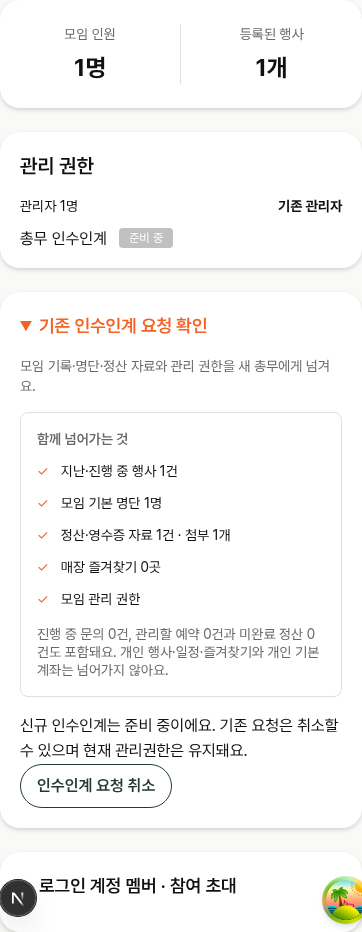 모임 인원
등록된 행사
1명
1개
관리 권한
관리자 1명
기존 관리자
총무 인수인계
준비 중
▼ 기존 인수인계 요청 확인
모임 기록·명단·정산 자료와 관리 권한을 새 총무에게 넘겨
요.
함께 넘어가는 것
✓ 지난·진행 중 행사 1건
✓ 모임 기본 명단 1명
✓ 정산·영수증 자료 1건 · 첨부 1개
✓ 매장 즐겨찾기 0곳
✓ 모임 관리 권한
진행 중 문의 0건, 관리할 예약 0건과 미완료 정산 0
건도 포함돼요. 개인 행사·일정·즐겨찾기와 개인 기본
계좌는 넘어가지 않아요.
신규 인수인계는 준비 중이에요. 기존 요청은 취소할
수 있으며 현재 관리권한은 유지돼요.
인수인계 요청 취소
N
로그인 계정 멤버 · 참여 초대